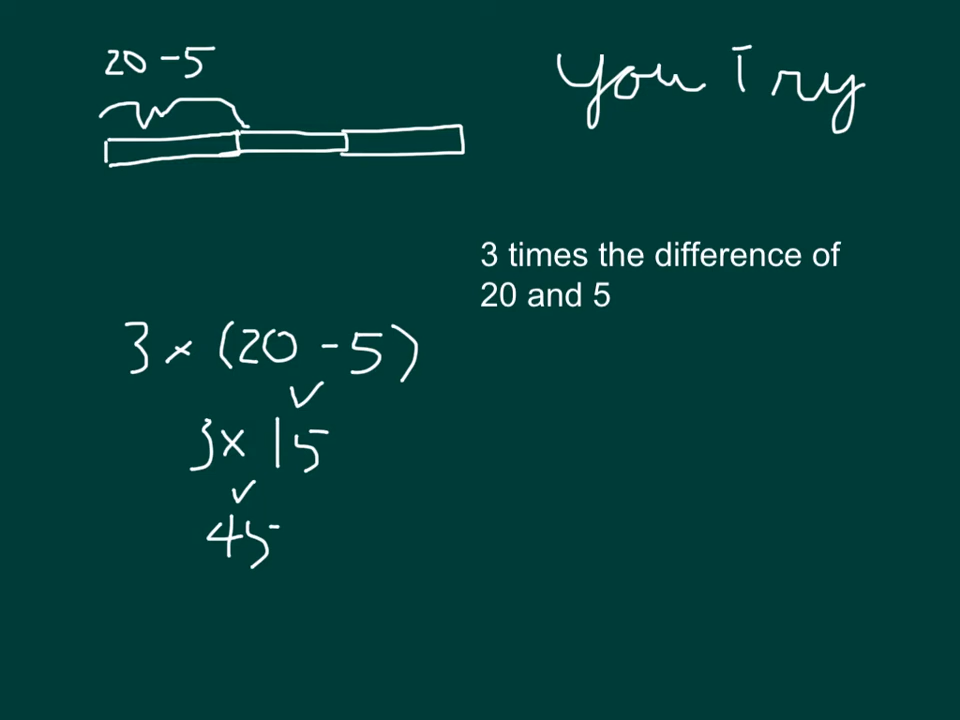 20 - 5
you Try
3 times the difference of
20 and 5
3 × (20 - 5)
3 × 15
45